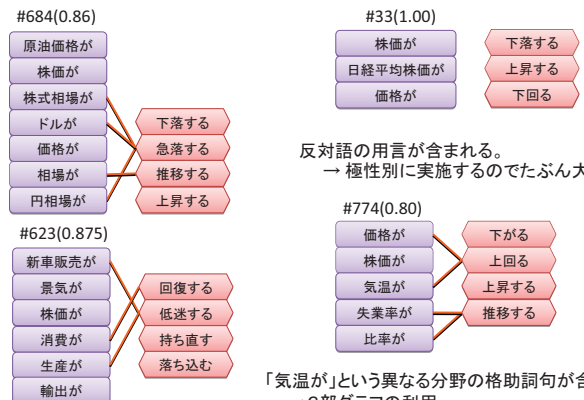 #684(0.86)
原油価格が
株価が
株式相場が
ドルが
価格が
相場が
円相場が
下落する
急落する
推移する
上昇する
#623(0.875)
新車販売が
景気が
株価が
消費が
生産が
輸出が
回復する
低迷する
持ち直す
落ち込む
#33(1.00)
株価が
日経平均株価が
価格が
下落する
上昇する
下回る
反対語の用言が含まれる。
→ 極性別に実施するのでたぶん大
#774(0.80)
価格が
株価が
気温が
失業率が
比率が
下がる
上回る
上昇する
推移する
「気温が」という異なる分野の格助詞句が含